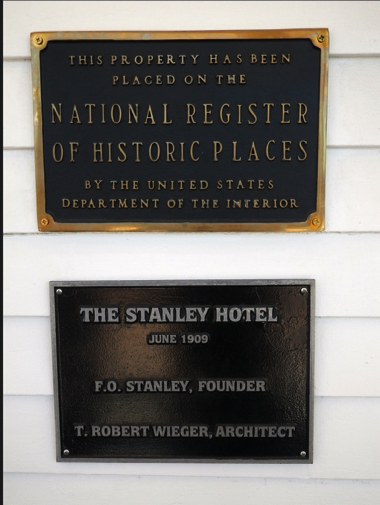 THIS PROPERTY HAS BEEN
PLACED ON THE
NATIONAL REGISTER
OF HISTORIC PLACES
BY THE UNITED STATES
DEPARTMENT OF THE INTERIOR
THE STANLEY HOTEL
JUNE 1909
F.O. STANLEY, FOUNDER
T. ROBERT WIEGER, ARCHITECT